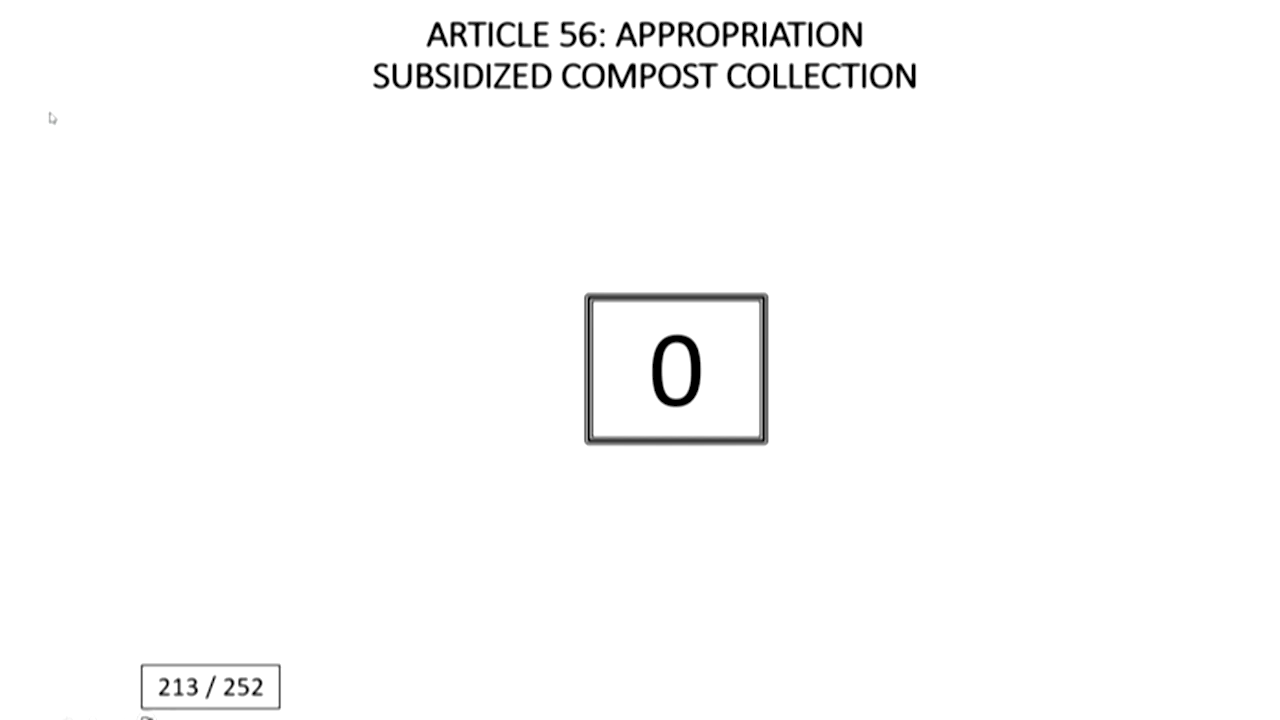 ARTICLE 56: APPROPRIATION
SUBSIDIZED COMPOST COLLECTION
0
213 / 252